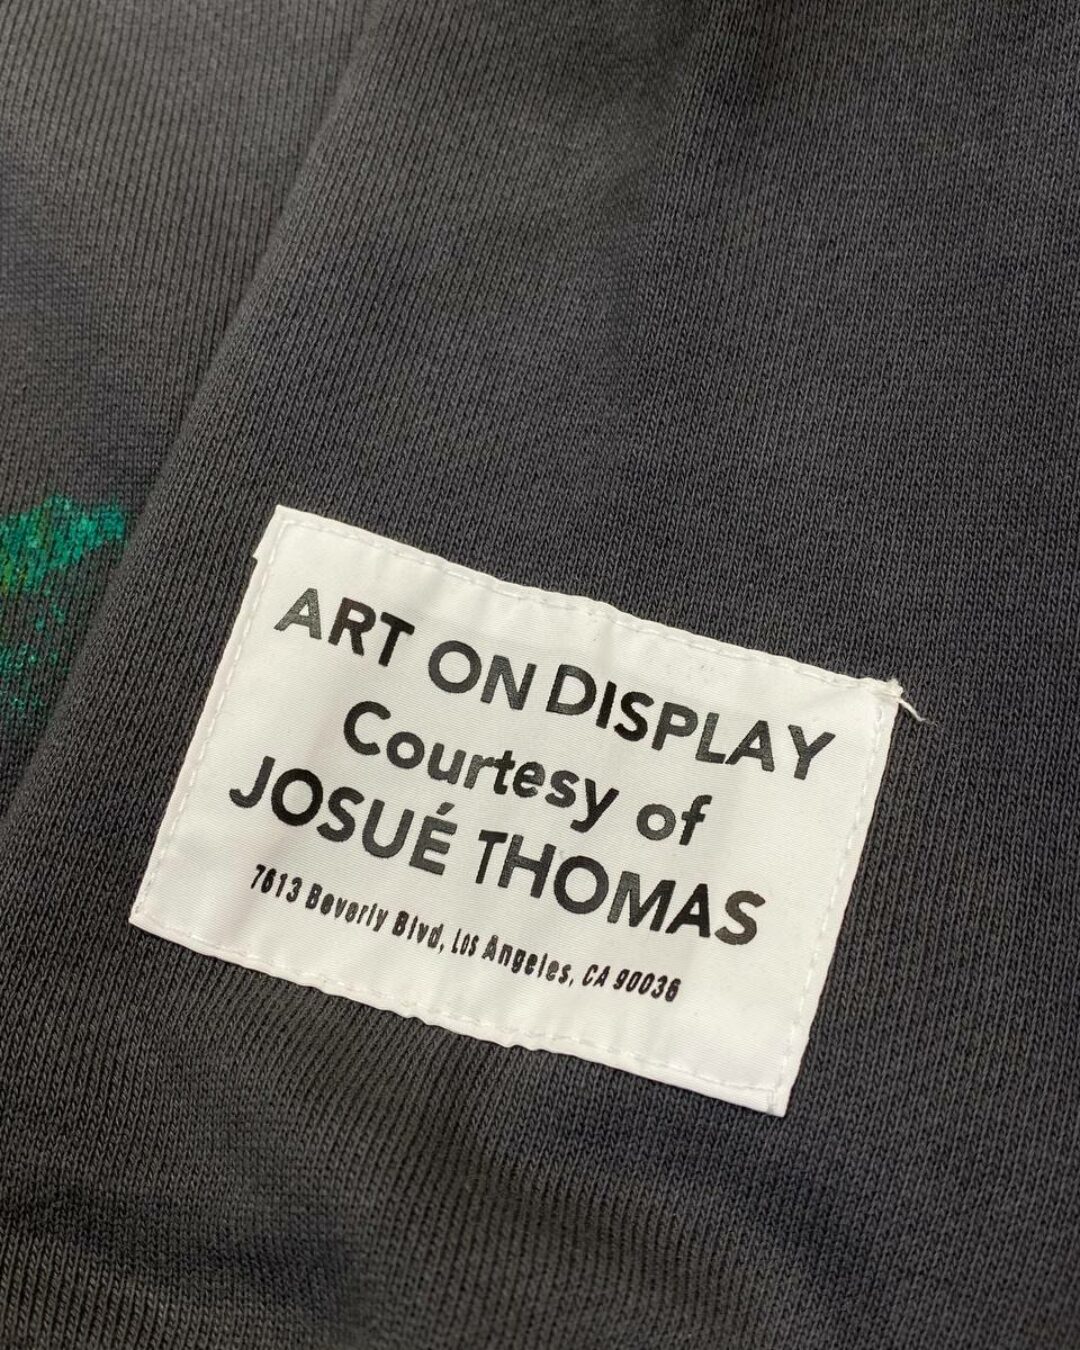 ART ON DISPLAY
Courtesy of
JOSUÉ THOMAS
7613 Beverly Blvd, Los Angeles, CA 90036